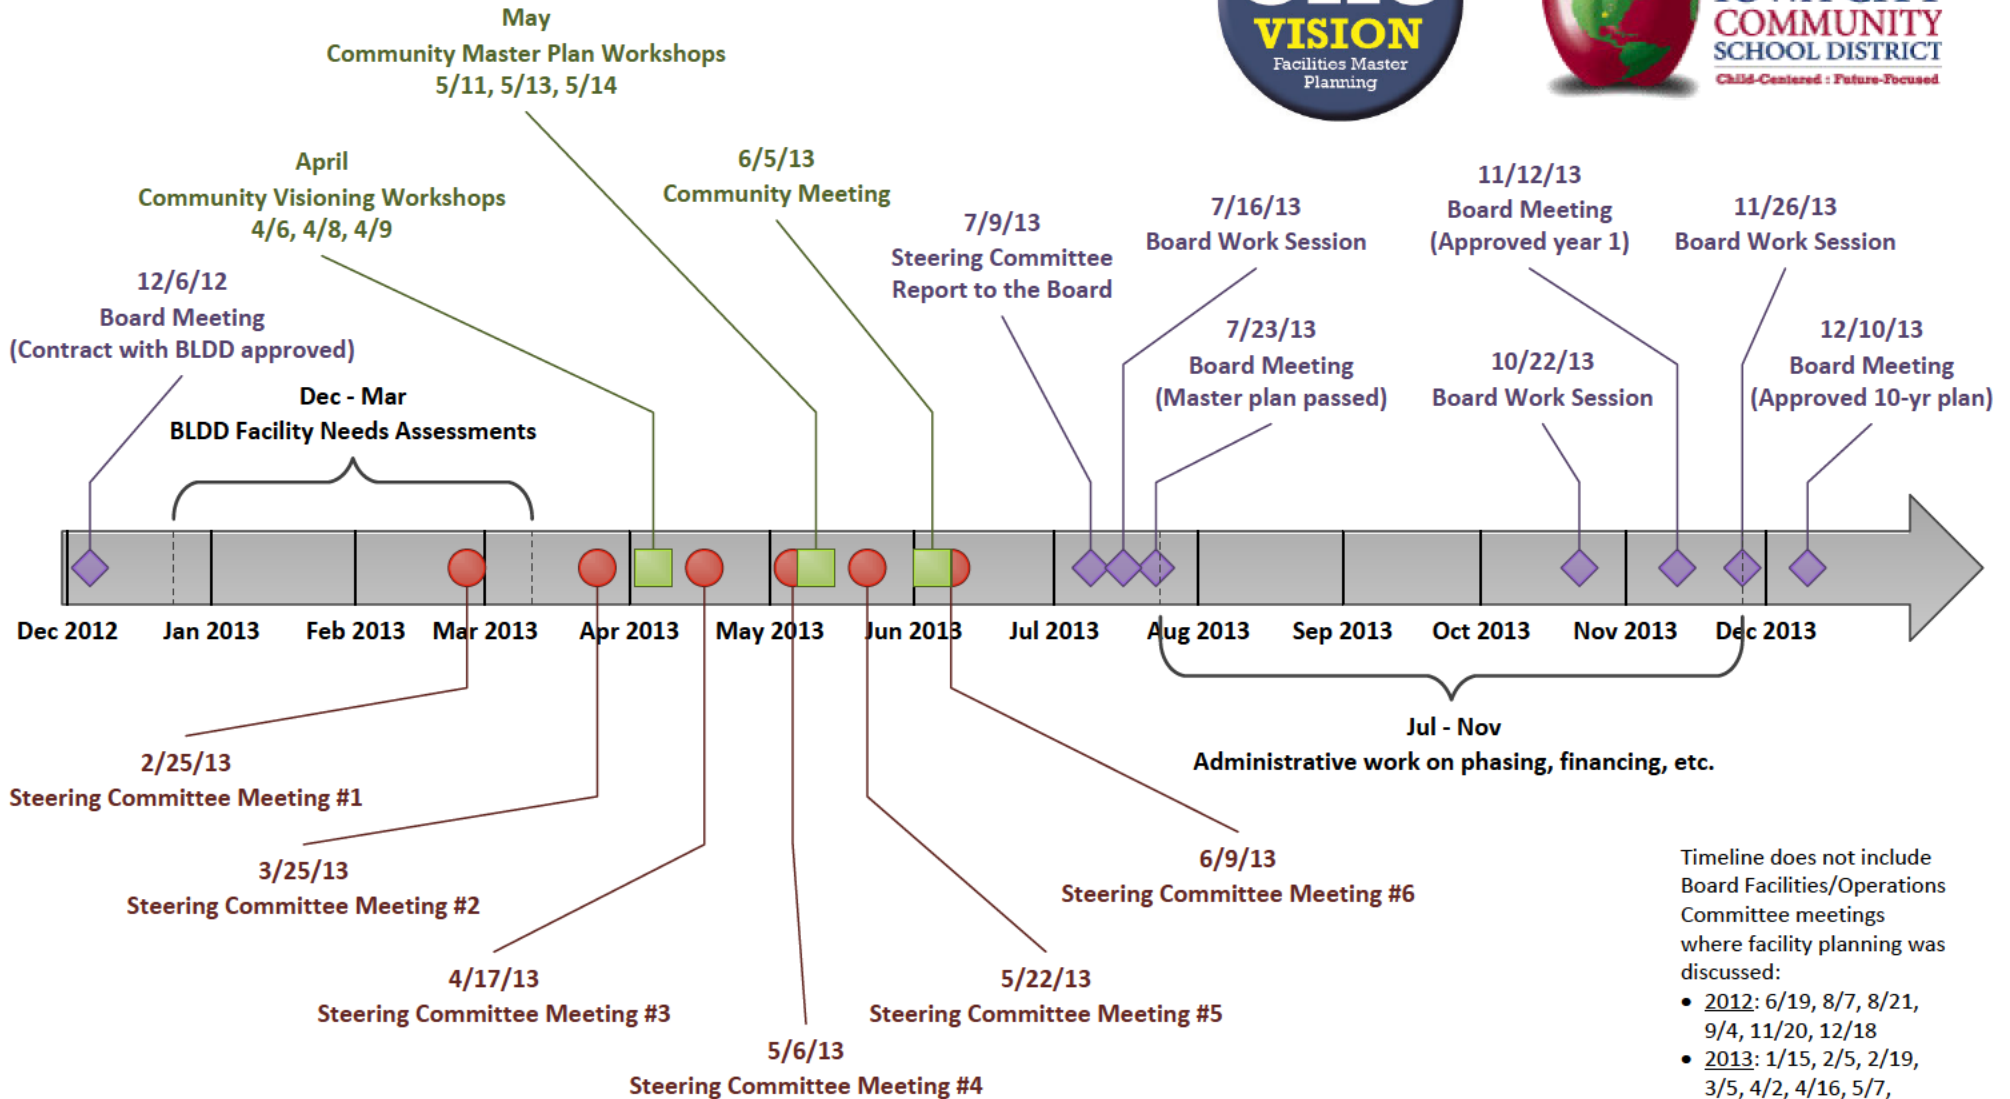 VISION
Facilities Master
Planning
COMMUNITY
SCHOOL DISTRICT
Child-Centered : Future-Focused
May
Community Master Plan Workshops
5/11, 5/13, 5/14
April
Community Visioning Workshops
4/6, 4/8, 4/9
6/5/13
Community Meeting
12/6/12
Board Meeting
(Contract with BLDD approved)
7/9/13
Steering Committee
Report to the Board
7/16/13
Board Work Session
7/23/13
Board Meeting
(Master plan passed)
11/12/13
Board Meeting
(Approved year 1)
10/22/13
Board Work Session
11/26/13
Board Work Session
12/10/13
Board Meeting
(Approved 10-yr plan)
Dec - Mar
BLDD Facility Needs Assessments
Dec 2012
Jan 2013
Feb 2013
Mar 2013
Apr 2013
May 2013
Jun 2013
Jul 2013
Aug 2013
Sep 2013
Oct 2013
Nov 2013
Dec 2013
Jul - Nov
Administrative work on phasing, financing, etc.
2/25/13
Steering Committee Meeting #1
3/25/13
Steering Committee Meeting #2
4/17/13
Steering Committee Meeting #3
5/6/13
Steering Committee Meeting #4
5/22/13
Steering Committee Meeting #5
6/9/13
Steering Committee Meeting #6
Timeline does not include
Board Facilities/Operations
Committee meetings
where facility planning was
discussed:
• 2012: 6/19, 8/7, 8/21,
9/4, 11/20, 12/18
• 2013: 1/15, 2/5, 2/19,
3/5, 4/2, 4/16, 5/7,